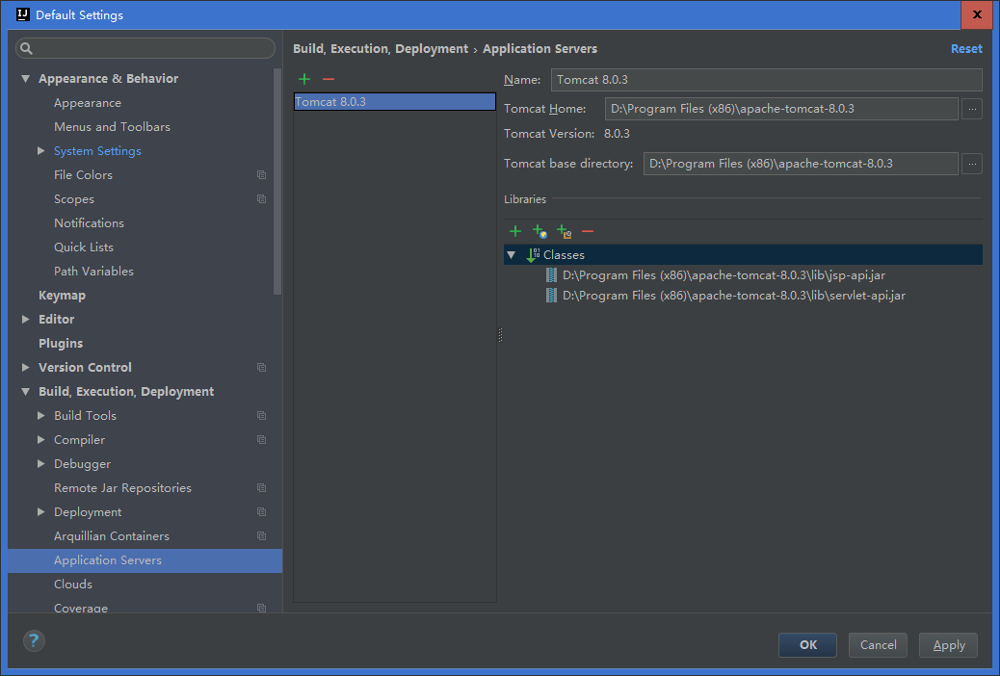 Default Settings
Build, Execution, Deployment › Application Servers
Reset
Appearance & Behavior
Appearance
Menus and Toolbars
System Settings
File Colors
Scopes
Notifications
Quick Lists
Path Variables
Keymap
Editor
Plugins
Version Control
Build, Execution, Deployment
Build Tools
Compiler
Debugger
Remote Jar Repositories
Deployment
Arquillian Containers
Application Servers
Clouds
Coverage
Tomcat 8.0.3
Name: Tomcat 8.0.3
Tomcat Home: D:\Program Files (x86)\apache-tomcat-8.0.3 ...
Tomcat Version: 8.0.3
Tomcat base directory: D:\Program Files (x86)\apache-tomcat-8.0.3 ...
Libraries
Classes
D:\Program Files (x86)\apache-tomcat-8.0.3\lib\jsp-api.jar
D:\Program Files (x86)\apache-tomcat-8.0.3\lib\servlet-api.jar
?
OK Cancel Apply